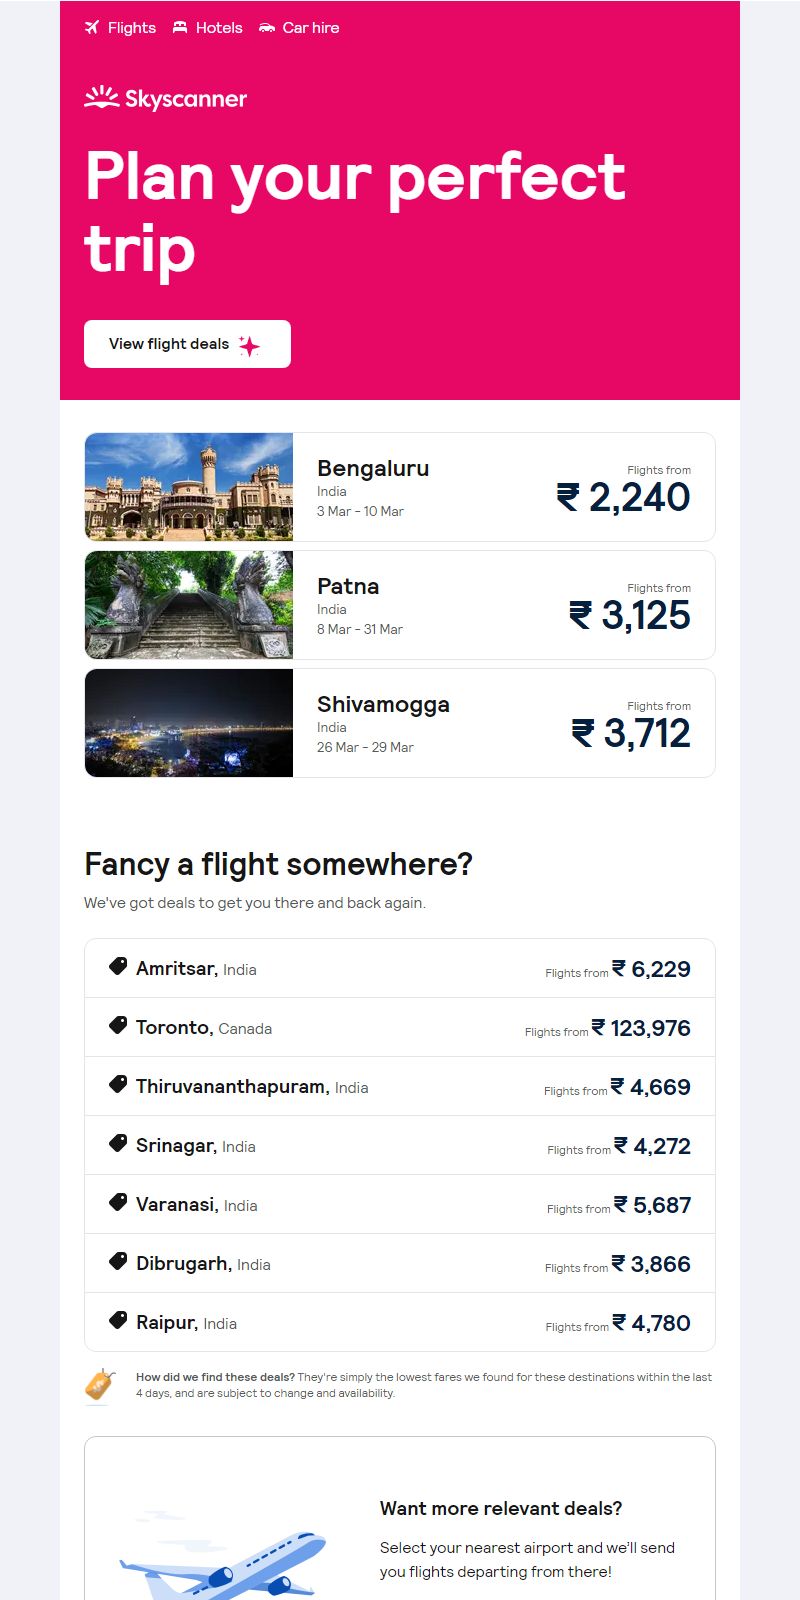 Flights Hotels Car hire
Skyscanner
Plan your perfect
trip
View flight deals
Bengaluru
India
3 Mar - 10 Mar
Flights from
₹ 2,240
Patna
India
8 Mar - 31 Mar
Flights from
₹ 3,125
Shivamogga
India
26 Mar - 29 Mar
Flights from
₹ 3,712
Fancy a flight somewhere?
We've got deals to get you there and back again.
Amritsar, India Flights from ₹ 6,229
Toronto, Canada Flights from ₹ 123,976
Thiruvananthapuram, India Flights from ₹ 4,669
Srinagar, India Flights from ₹ 4,272
Varanasi, India Flights from ₹ 5,687
Dibrugarh, India Flights from ₹ 3,866
Raipur, India Flights from ₹ 4,780
How did we find these deals? They're simply the lowest fares we found for these destinations within the last
4 days, and are subject to change and availability.
Want more relevant deals?
Select your nearest airport and we'll send
you flights departing from there!